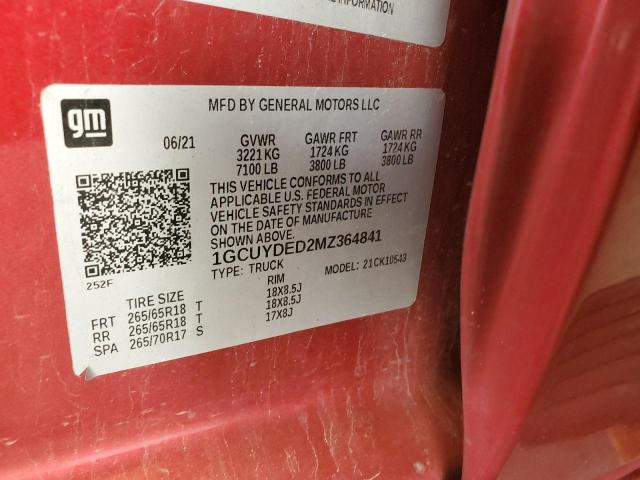 INFORMATION
gm
MFD BY GENERAL MOTORS LLC
06/21 GVWR GAWR FRT GAWR RR
3221 KG 1724 KG 1724 KG
7100 LB 3800 LB 3800 LB
THIS VEHICLE CONFORMS TO ALL
APPLICABLE U.S. FEDERAL MOTOR
VEHICLE SAFETY STANDARDS IN EFFECT
ON THE DATE OF MANUFACTURE
SHOWN ABOVE.
1GCUYDED2MZ364841
TYPE: TRUCK MODEL: 21CK10543
252F
TIRE SIZE RIM
FRT 265/65R18 T 18X8.5J
RR 265/65R18 T 18X8.5J
SPA 265/70R17 S 17X8J